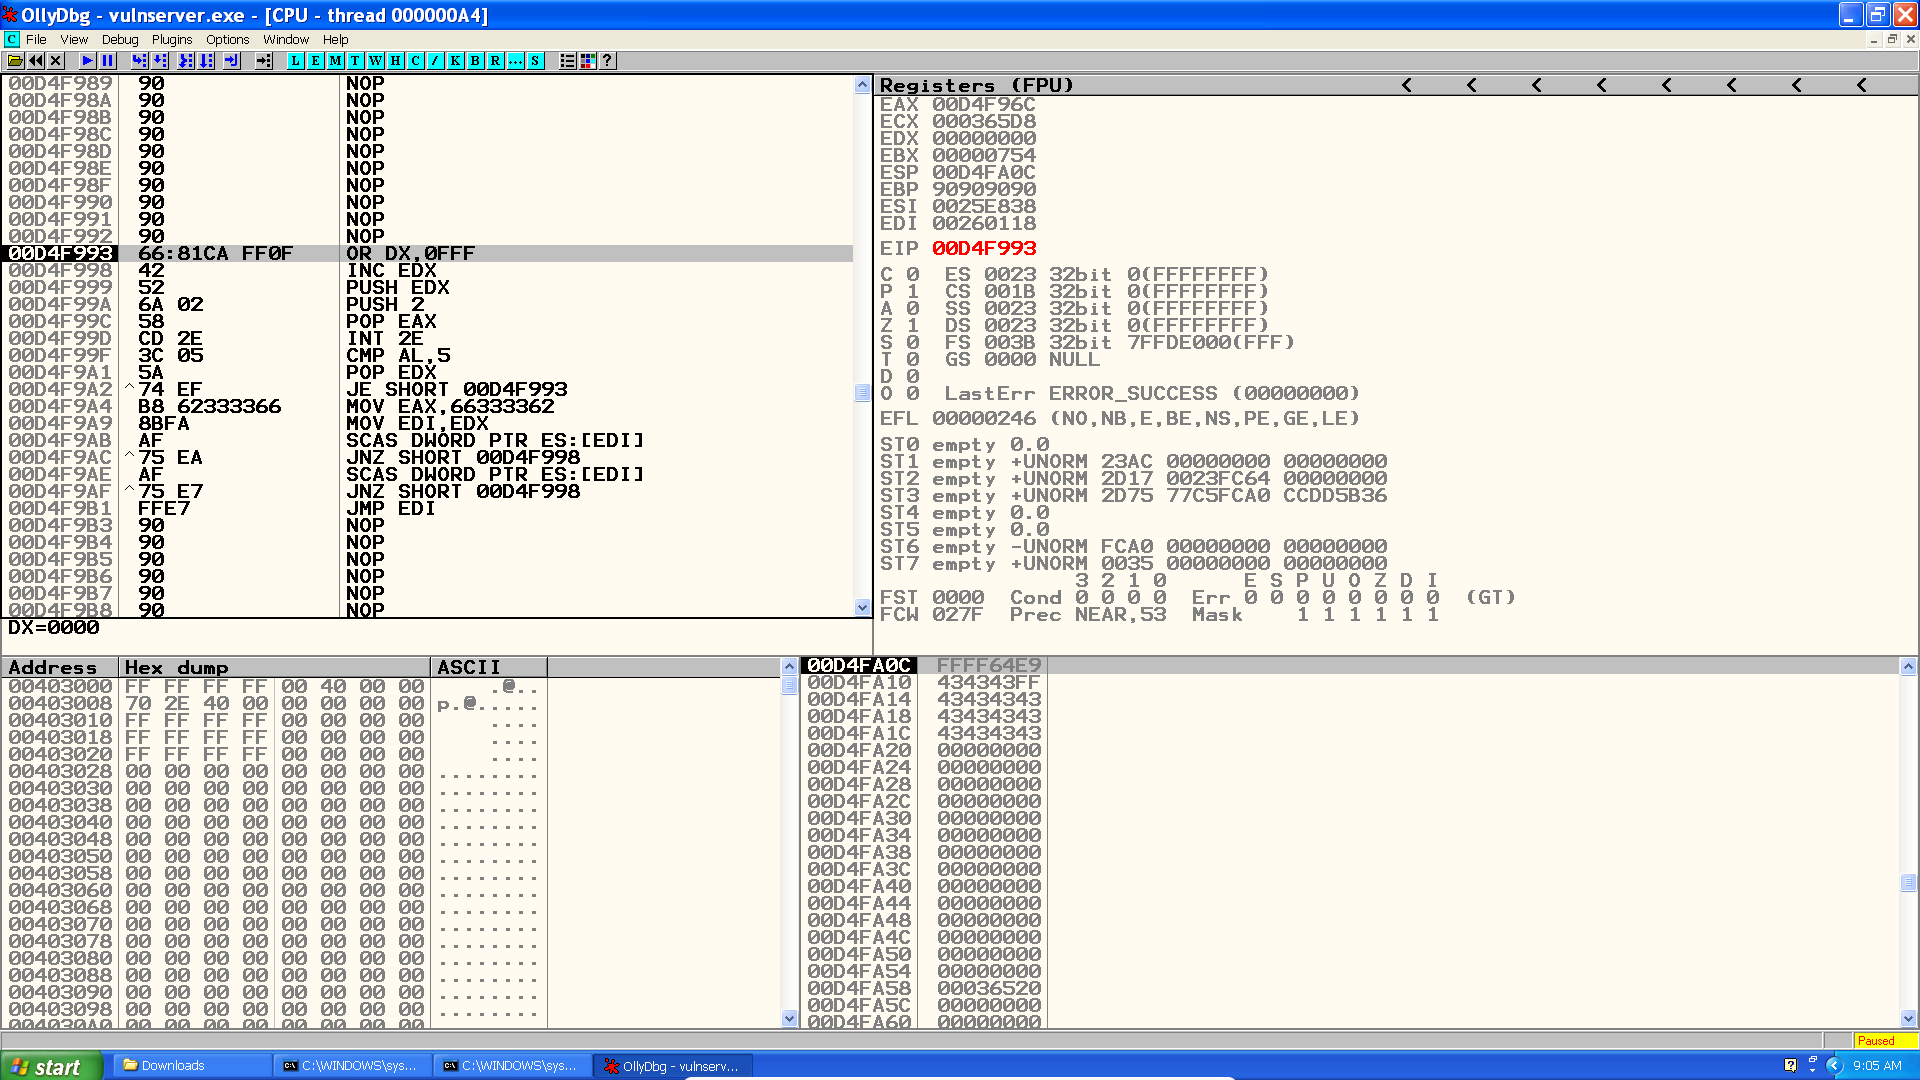 OllyDbg - vulnserver.exe - [CPU - thread 000000A4]
C File View Debug Plugins Options Window Help
L E M T W H C / K B R ... S ?
00D4F989 90 NOP
00D4F98A 90 NOP
00D4F98B 90 NOP
00D4F98C 90 NOP
00D4F98D 90 NOP
00D4F98E 90 NOP
00D4F98F 90 NOP
00D4F990 90 NOP
00D4F991 90 NOP
00D4F992 90 NOP
00D4F993 66:81CA FF0F OR DX,0FFF
00D4F998 42 INC EDX
00D4F999 52 PUSH EDX
00D4F99A 6A 02 PUSH 2
00D4F99C 58 POP EAX
00D4F99D CD 2E INT 2E
00D4F99F 3C 05 CMP AL,5
00D4F9A1 5A POP EDX
00D4F9A2 ^ 74 EF JE SHORT 00D4F993
00D4F9A4 B8 62333366 MOV EAX,66333362
00D4F9A9 8BFA MOV EDI,EDX
00D4F9AB AF SCAS DWORD PTR ES:[EDI]
00D4F9AC ^ 75 EA JNZ SHORT 00D4F998
00D4F9AE AF SCAS DWORD PTR ES:[EDI]
00D4F9AF ^ 75 E7 JNZ SHORT 00D4F998
00D4F9B1 FFE7 JMP EDI
00D4F9B3 90 NOP
00D4F9B4 90 NOP
00D4F9B5 90 NOP
00D4F9B6 90 NOP
00D4F9B7 90 NOP
00D4F9B8 90 NOP
DX=0000
Registers (FPU) < < < < < < < <
EAX 00D4F96C
ECX 000365D8
EDX 00000000
EBX 00000754
ESP 00D4FA0C
EBP 90909090
ESI 0025E838
EDI 00260118
EIP 00D4F993
C 0 ES 0023 32bit 0(FFFFFFFF)
P 1 CS 001B 32bit 0(FFFFFFFF)
A 0 SS 0023 32bit 0(FFFFFFFF)
Z 1 DS 0023 32bit 0(FFFFFFFF)
S 0 FS 003B 32bit 7FFDE000(FFF)
T 0 GS 0000 NULL
D 0
O 0 LastErr ERROR_SUCCESS (00000000)
EFL 00000246 (NO,NB,E,BE,NS,PE,GE,LE)
ST0 empty 0.0
ST1 empty +UNORM 23AC 00000000 00000000
ST2 empty +UNORM 2D17 0023FC64 00000000
ST3 empty +UNORM 2D75 77C5FCA0 CCDD5B36
ST4 empty 0.0
ST5 empty 0.0
ST6 empty -UNORM FCA0 00000000 00000000
ST7 empty +UNORM 0035 00000000 00000000
3 2 1 0 E S P U O Z D I
FST 0000 Cond 0 0 0 0 Err 0 0 0 0 0 0 0 0 (GT)
FCW 027F Prec NEAR,53 Mask 1 1 1 1 1 1
Address Hex dump ASCII
00403000 FF FF FF FF 00 40 00 00 .@..
00403008 70 2E 40 00 00 00 00 00 p.@.....
00403010 FF FF FF FF 00 00 00 00 ....
00403018 FF FF FF FF 00 00 00 00 ....
00403020 FF FF FF FF 00 00 00 00 ....
00403028 00 00 00 00 00 00 00 00 ........
00403030 00 00 00 00 00 00 00 00 ........
00403038 00 00 00 00 00 00 00 00 ........
00403040 00 00 00 00 00 00 00 00 ........
00403048 00 00 00 00 00 00 00 00 ........
00403050 00 00 00 00 00 00 00 00 ........
00403058 00 00 00 00 00 00 00 00 ........
00403060 00 00 00 00 00 00 00 00 ........
00403068 00 00 00 00 00 00 00 00 ........
00403070 00 00 00 00 00 00 00 00 ........
00403078 00 00 00 00 00 00 00 00 ........
00403080 00 00 00 00 00 00 00 00 ........
00403088 00 00 00 00 00 00 00 00 ........
00403090 00 00 00 00 00 00 00 00 ........
00403098 00 00 00 00 00 00 00 00 ........
004030A0 00 00 00 00 00 00 00 00
00D4FA0C FFFF64E9
00D4FA10 434343FF
00D4FA14 43434343
00D4FA18 43434343
00D4FA1C 43434343
00D4FA20 00000000
00D4FA24 00000000
00D4FA28 00000000
00D4FA2C 00000000
00D4FA30 00000000
00D4FA34 00000000
00D4FA38 00000000
00D4FA3C 00000000
00D4FA40 00000000
00D4FA44 00000000
00D4FA48 00000000
00D4FA4C 00000000
00D4FA50 00000000
00D4FA54 00000000
00D4FA58 00036520
00D4FA5C 00000000
00D4FA60 00000000
Paused
start Downloads C:\WINDOWS\sys... C:\WINDOWS\sys... OllyDbg - vulnserv... 9:05 AM